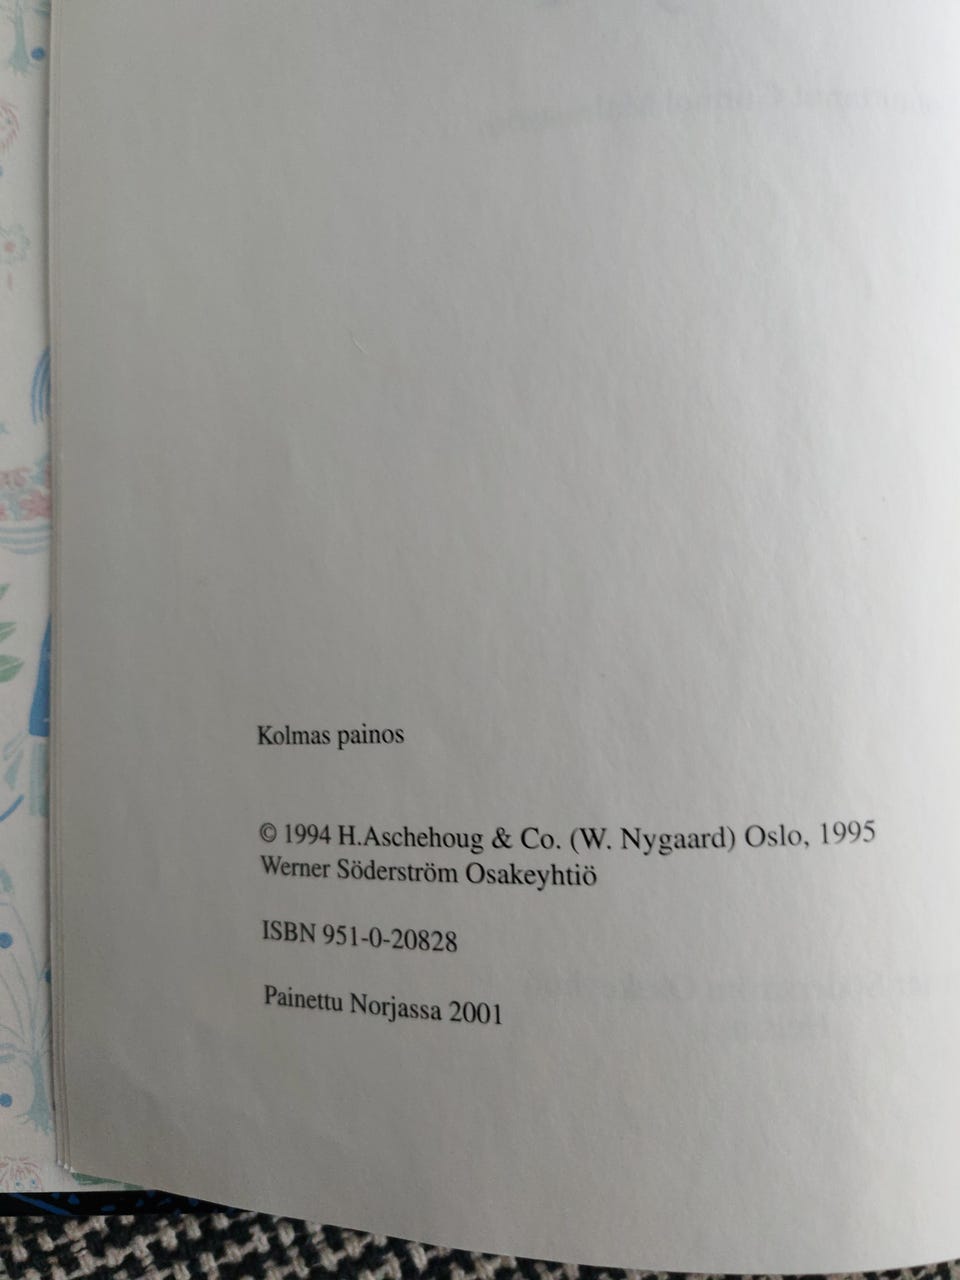 Kolmas painos
© 1994 H.Aschehoug & Co. (W. Nygaard) Oslo, 1995
Werner Söderström Osakeyhtiö
ISBN 951-0-20828
Painettu Norjassa 2001